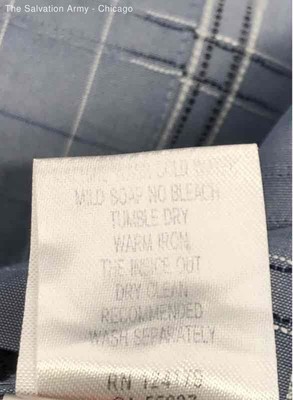 The Salvation Army - Chicago
MILD SOAP NO BLEACH
TUMBLE DRY
WARM IRON
THE INSIDE OUT
DRY CLEAN
RECOMMENDED
WASH SEPARATELY
RN